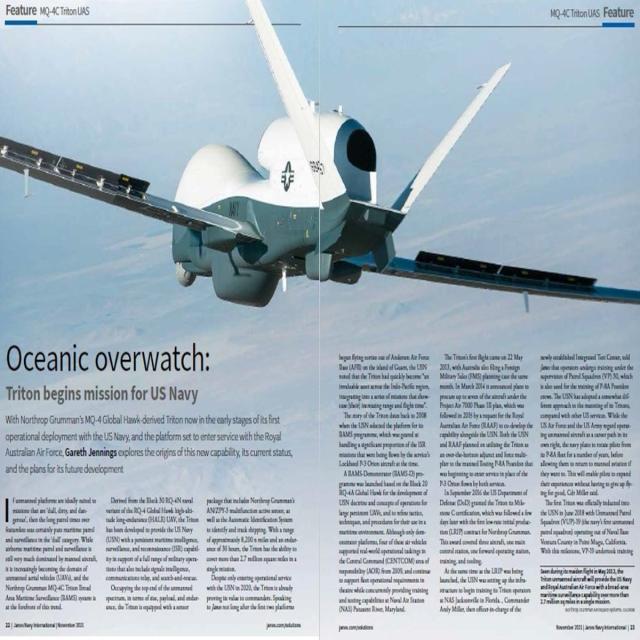 Feature MQ-4C Triton UAS
MQ-4C Triton UAS Feature
Oceanic overwatch:
Triton begins mission for US Navy
With Northrop Grumman's MQ-4 Global Hawk-derived Triton now in the early stages of its first
operational deployment with the US Navy, and the platform set to enter service with the Royal
Australian Air Force, Gareth Jennings explores the origins of this new capability, its current status,
and the plans for its future development
If unmanned platforms are ideally suited to
missions that are 'dull, dirty, and dan-
gerous', then the long patrol times over
featureless sea certainly puts maritime patrol
and surveillance in the 'dull' category. While
airborne maritime patrol and surveillance is
still very much dominated by manned aircraft,
it is increasingly becoming the domain of
unmanned aerial vehicles (UAVs), and the
Northrop Grumman MQ-4C Triton Broad
Area Maritime Surveillance (BAMS) system is
at the forefront of this trend.
Derived from the Block 30 RQ-4N naval
variant of the RQ-4 Global Hawk high-alti-
tude long-endurance (HALE) UAV, the Triton
has been developed to provide the US Navy
(USN) with a persistent maritime intelligence,
surveillance, and reconnaissance (ISR) capabil-
ity in support of a full range of military opera-
tions that also include signals intelligence,
communications relay, and search-and-rescue.
Occupying the top-end of the unmanned
spectrum, in terms of size, payload, and endur-
ance, the Triton is equipped with a sensor
package that includes Northrop Grumman's
AN/ZPY-3 multifunction active sensor, as
well as the Automatic Identification System
to identify and track shipping. With a range
of approximately 8,200 n miles and an endur-
ance of 30 hours, the Triton has the ability to
cover more than 2.7 million square miles in a
single mission.
Despite only entering operational service
with the USN in 2020, the Triton is already
proving its value to commanders. Speaking
to Janes not long after the first two platforms
began flying sorties out of Andersen Air Force
Base (AFB) on the island of Guam, the USN
noted that the Triton had quickly become "an
invaluable asset across the Indo-Pacific region,
integrating into a series of missions that show-
case [their] increasing range and flight time".
The story of the Triton dates back to 2008
when the USN selected the platform for its
BAMS programme, which was geared at
handling a significant proportion of the ISR
missions that were being flown by the service's
Lockheed P-3 Orion aircraft at the time.
A BAMS-Demonstrator (BAMS-D) pro-
gramme was launched based on the Block 20
RQ-4A Global Hawk for the development of
USN doctrine and concepts of operations for
large persistent UAVs, and to refine tactics,
techniques, and procedures for their use in a
maritime environment. Although only dem-
onstrator platforms, four of these air vehicles
supported real-world operational taskings in
the Central Command (CENTCOM) area of
responsibility (AOR) from 2009, and continue
to support fleet operational requirements in
theatre while concurrently providing training
and testing capabilities at Naval Air Station
(NAS) Patuxent River, Maryland.
The Triton's first flight came on 22 May
2013, with Australia also filing a Foreign
Military Sales (FMS) planning case the same
month. In March 2014 it announced plans to
procure up to seven of the aircraft under the
Project Air 7000 Phase 1B plan, which was
followed in 2016 by a request for the Royal
Australian Air Force (RAAF) to co-develop the
capability alongside the USN. Both the USN
and RAAF planned on utilising the Triton as
an over-the-horizon adjunct and force multi-
plier to the manned Boeing P-8A Poseidon that
was beginning to enter service in place of the
P-3 Orion flown by both services.
In September 2016 the US Department of
Defense (DoD) granted the Triton its Mile-
stone C certification, which was followed a few
days later with the first low-rate initial produc-
tion (LRIP) contract for Northrop Grumman.
This award covered three aircraft, one main
control station, one forward operating station,
training, and tooling.
At the same time as the LRIP was being
launched, the USN was setting up the infra-
structure to begin training its Triton operators
at NAS Jacksonville in Florida... Commander
Andy Miller, then officer-in-charge of the
newly established Integrated Test Center, told
Janes that operators undergo training under the
supervision of Patrol Squadron (VP) 30, which
is also used for the training of P-8A Poseidon
crews. The USN has adopted a somewhat dif-
ferent approach to the manning of its Tritons,
compared with other US services. While the
US Air Force and the US Army regard operat-
ing unmanned aircraft as a career path in its
own right, the navy plans to rotate pilots from
its P-8A fleet for a number of years, before
allowing them to return to manned aviation if
they want to. This will enable pilots to expand
their experiences without having to give up fly-
ing for good, Cdr Miller said.
The first Triton was officially inducted into
the USN in June 2018 with Unmanned Patrol
Squadron (VUP)-19 (the navy's first unmanned
patrol squadron) operating out of Naval Base
Ventura County in Point Mugu, California.
With this milestone, VP-30 undertook training
Seen during its maiden flight in May 2013, the
Triton unmanned aircraft will provide the US Navy
and Royal Australian Air Force with a broad-area
maritime surveillance capability over more than
2.7 million sq miles in a single mission.
22 | Janes Navy International | November 2021
janes.com/solutions
janes.com/solutions
November 2021 | Janes Navy International | 23